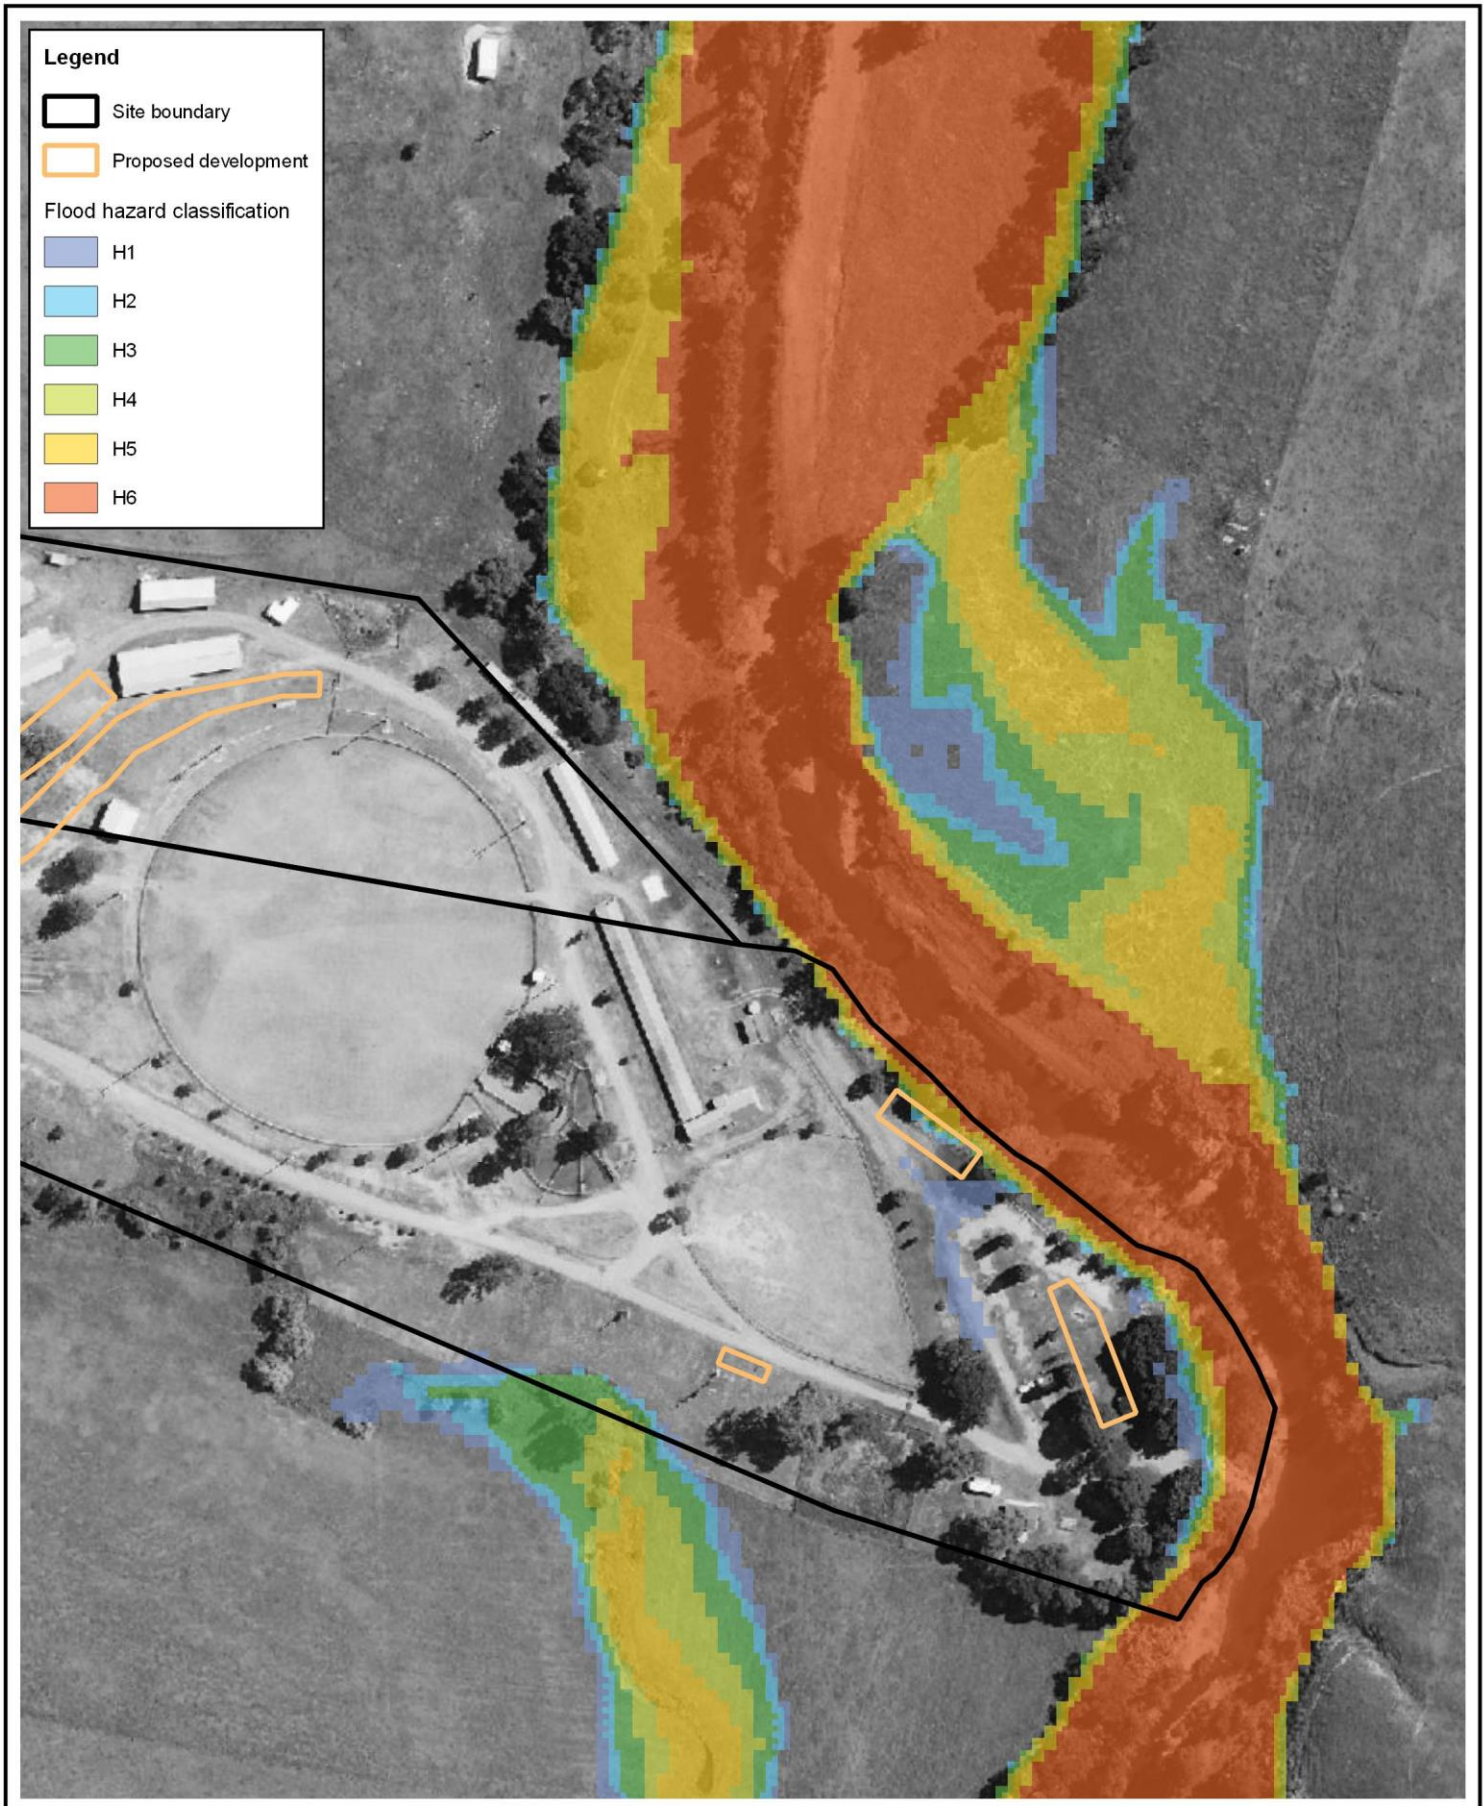 Legend
Site boundary
Proposed development
Flood hazard classification
H1
H2
H3
H4
H5
H6